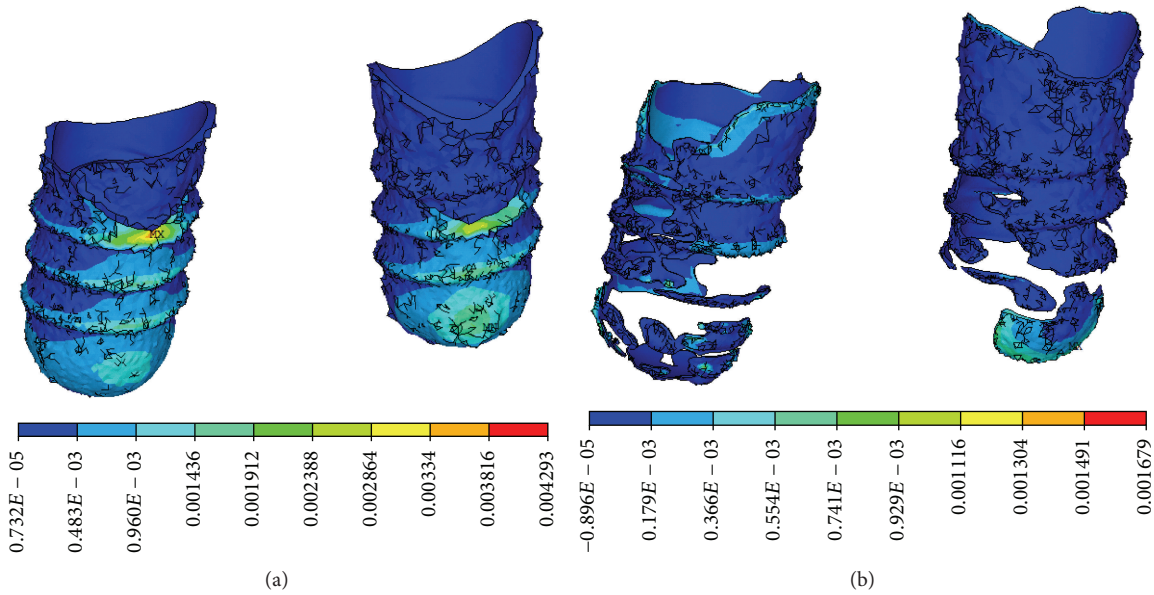 MX
0.732E − 05
0.483E − 03
0.960E − 03
0.001436
0.001912
0.002388
0.002864
0.00334
0.003816
0.004293
(a)
−0.896E − 05
0.179E − 03
0.366E − 03
0.554E − 03
0.741E − 03
0.929E − 03
0.001116
0.001304
0.001491
0.001679
(b)